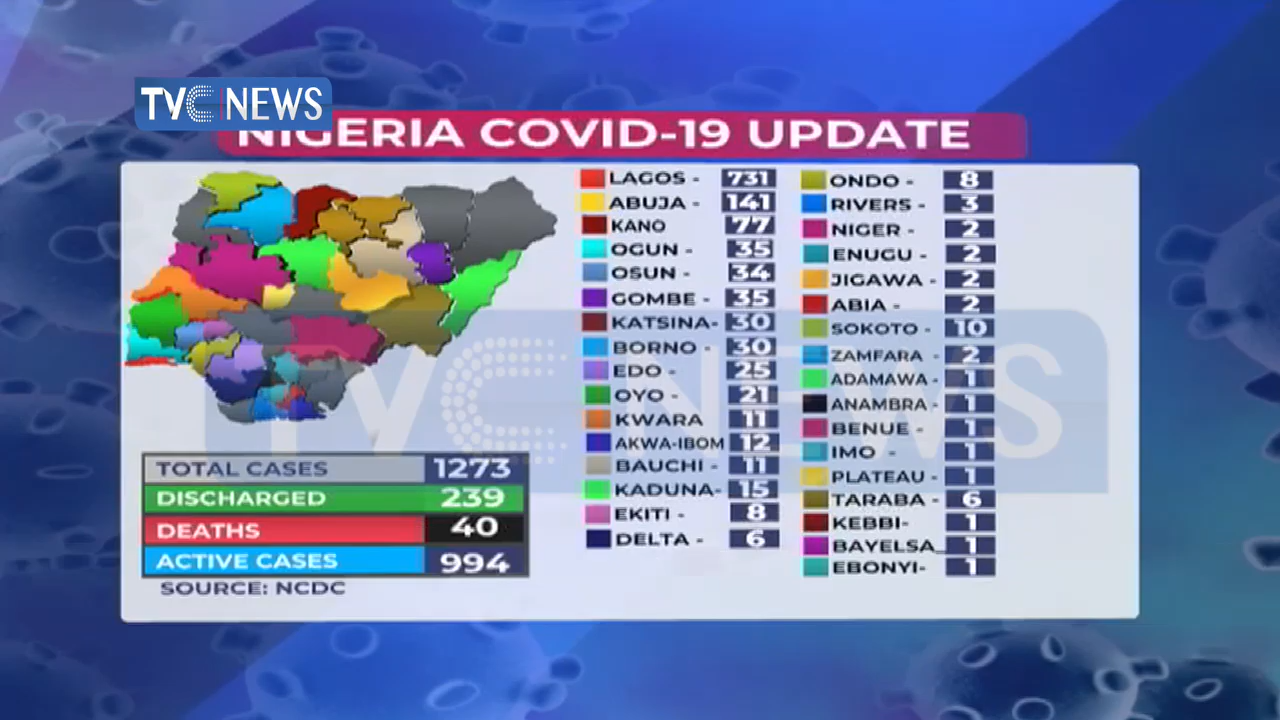 TVC NEWS
NIGERIA COVID-19 UPDATE
LAGOS - 731
ABUJA - 141
KANO 77
OGUN - 35
OSUN - 34
GOMBE - 35
KATSINA- 30
BORNO - 30
EDO - 25
OYO - 21
KWARA 11
AKWA-IBOM 12
BAUCHI - 11
KADUNA- 15
EKITI - 8
DELTA - 6
ONDO - 8
RIVERS - 3
NIGER - 2
ENUGU - 2
JIGAWA - 2
ABIA - 2
SOKOTO - 10
ZAMFARA - 2
ADAMAWA - 1
ANAMBRA - 1
BENUE - 1
IMO - 1
PLATEAU - 1
TARABA - 6
KEBBI- 1
BAYELSA_ 1
EBONYI- 1
TOTAL CASES 1273
DISCHARGED 239
DEATHS 40
ACTIVE CASES 994
SOURCE: NCDC
TVC NEWS